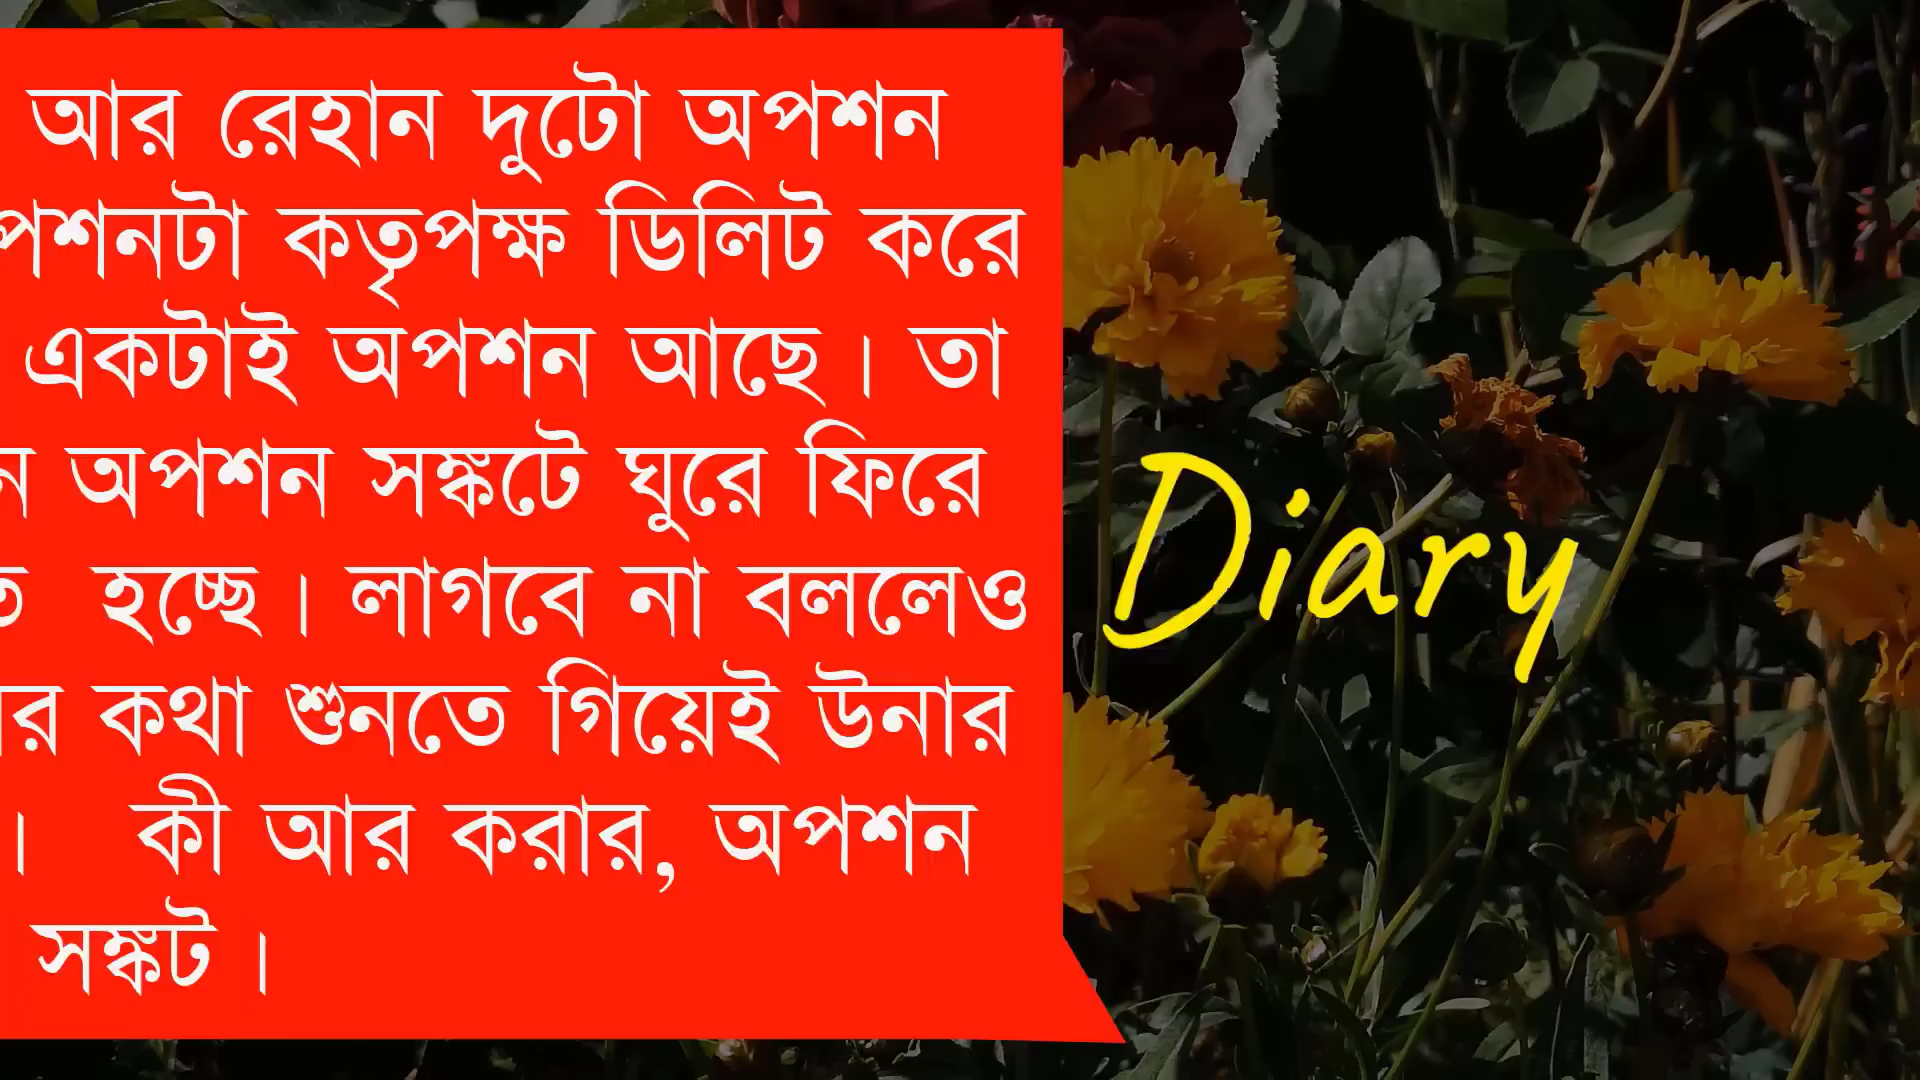 আর রেহান দুটো অপশন
পশনটা কতৃপক্ষ ডিলিট করে
একটাই অপশন আছে। তা
ন অপশন সঙ্কটে ঘুরে ফিরে
ত হচ্ছে। লাগবে না বললেও
র কথা শুনতে গিয়েই উনার
। কী আর করার, অপশন
সঙ্কট।
Diary